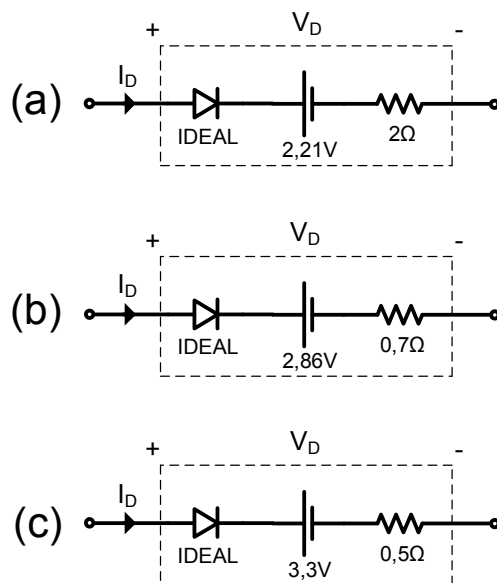 + V_D -
(a) I_D
IDEAL 2,21V 2Ω
+ V_D -
(b) I_D
IDEAL 2,86V 0,7Ω
+ V_D -
(c) I_D
IDEAL 3,3V 0,5Ω